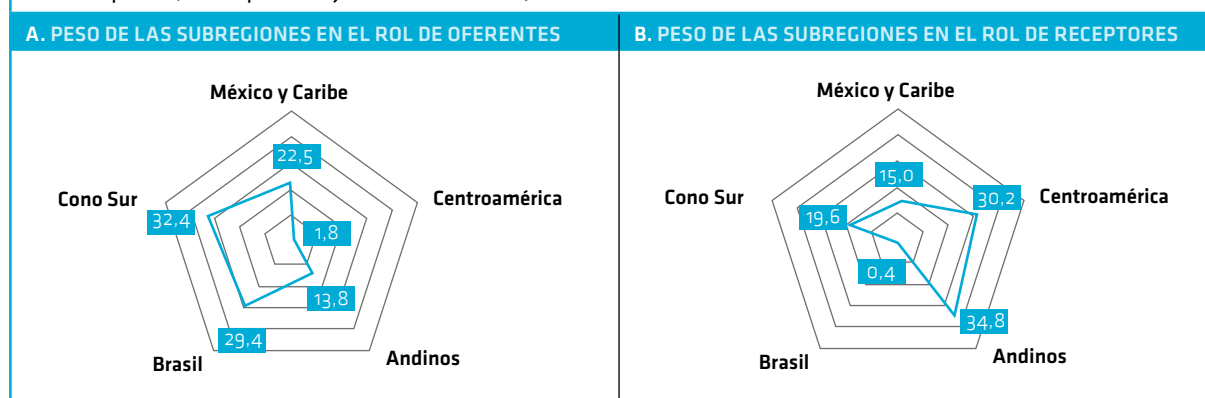 A. PESO DE LAS SUBREGIONES EN EL ROL DE OFERENTES
México y Caribe
22,5
Cono Sur
32,4
Centroamérica
1,8
13,8
29,4
Brasil
Andinos
B. PESO DE LAS SUBREGIONES EN EL ROL DE RECEPTORES
México y Caribe
15,0
Cono Sur
19,6
30,2
Centroamérica
0,4
34,8
Brasil
Andinos